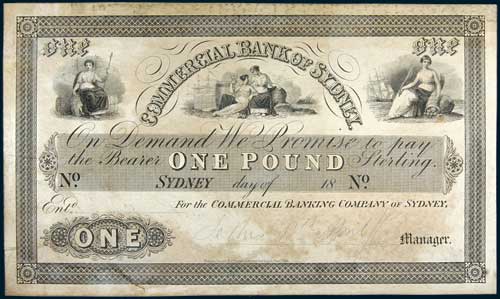 ONE ONE
COMMERCIAL BANK OF SYDNEY.
On Demand We Promise to pay
the Bearer ONE POUND Sterling.
No. SYDNEY day of 18 No.
Entd. For the COMMERCIAL BANKING COMPANY OF SYDNEY.
ONE Manager.